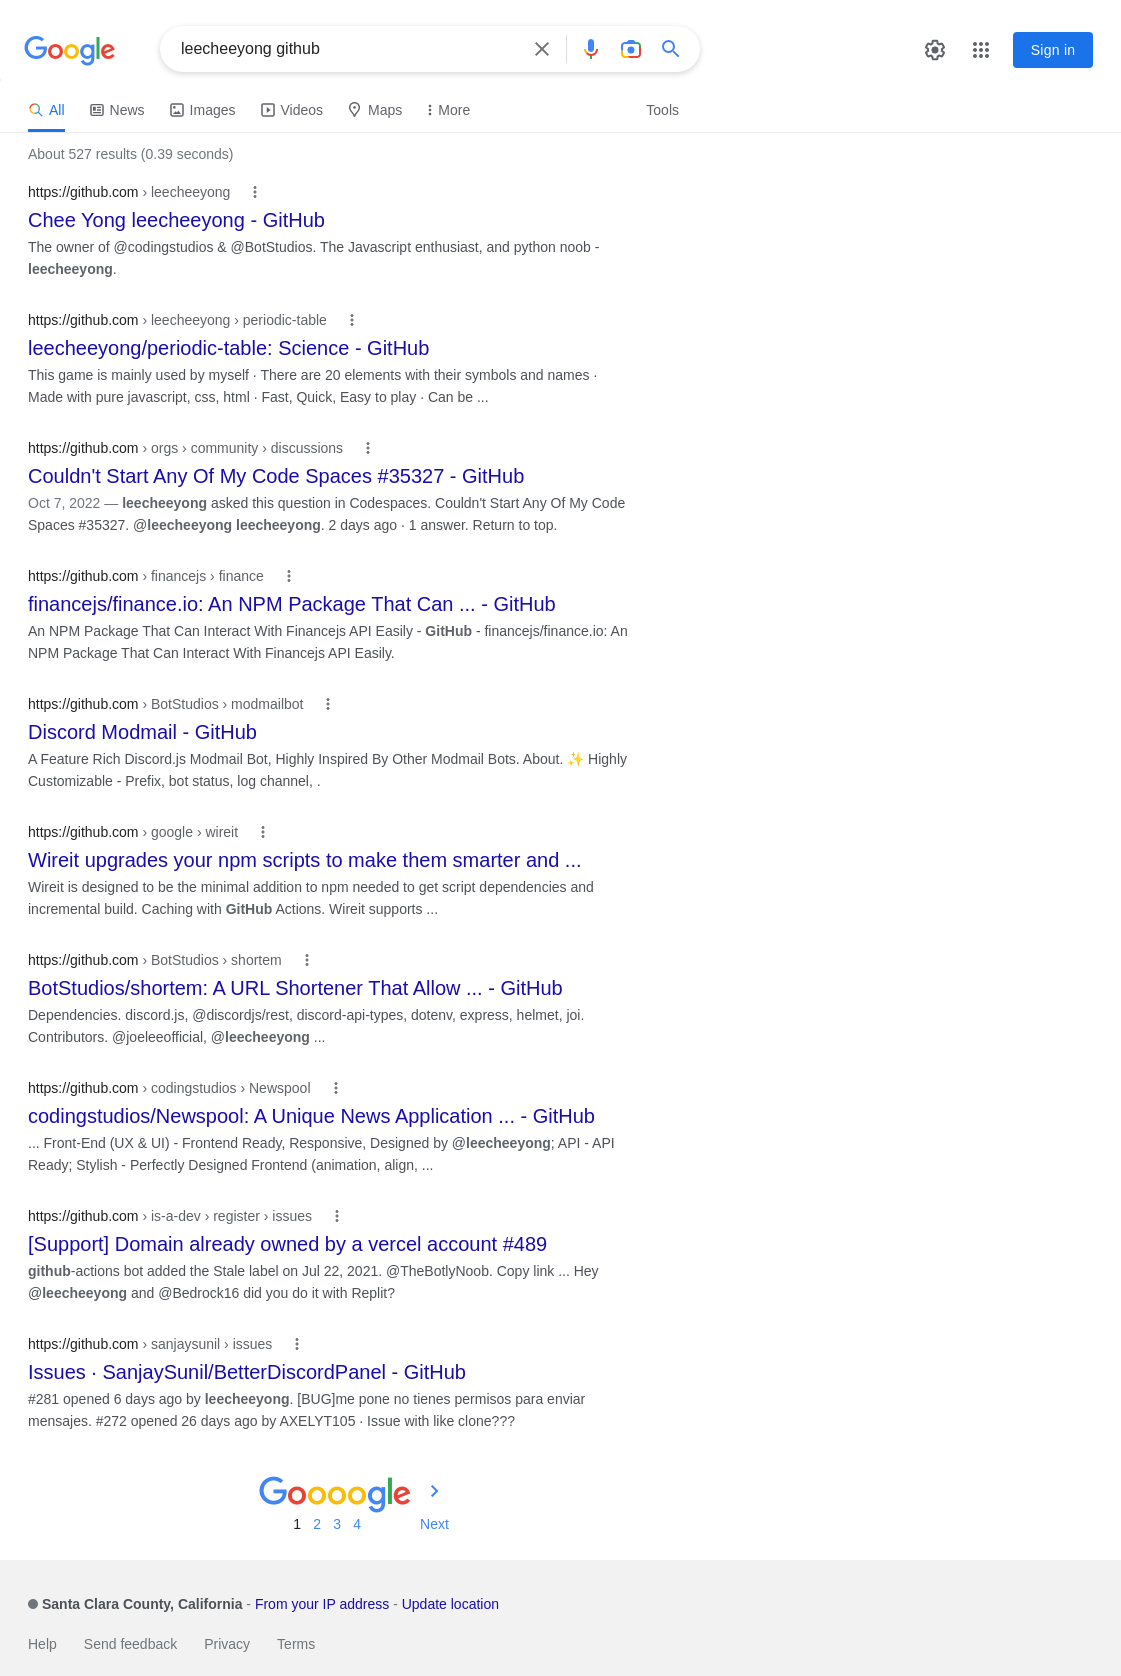 Google
leecheeyong github
Sign in
All News Images Videos Maps More Tools
About 527 results (0.39 seconds)
https://github.com › leecheeyong
Chee Yong leecheeyong - GitHub
The owner of @codingstudios & @BotStudios. The Javascript enthusiast, and python noob -
leecheeyong.
https://github.com › leecheeyong › periodic-table
leecheeyong/periodic-table: Science - GitHub
This game is mainly used by myself · There are 20 elements with their symbols and names ·
Made with pure javascript, css, html · Fast, Quick, Easy to play · Can be ...
https://github.com › orgs › community › discussions
Couldn't Start Any Of My Code Spaces #35327 - GitHub
Oct 7, 2022 — leecheeyong asked this question in Codespaces. Couldn't Start Any Of My Code
Spaces #35327. @leecheeyong leecheeyong. 2 days ago · 1 answer. Return to top.
https://github.com › financejs › finance
financejs/finance.io: An NPM Package That Can ... - GitHub
An NPM Package That Can Interact With Financejs API Easily - GitHub - financejs/finance.io: An
NPM Package That Can Interact With Financejs API Easily.
https://github.com › BotStudios › modmailbot
Discord Modmail - GitHub
A Feature Rich Discord.js Modmail Bot, Highly Inspired By Other Modmail Bots. About. ✨ Highly
Customizable - Prefix, bot status, log channel, .
https://github.com › google › wireit
Wireit upgrades your npm scripts to make them smarter and ...
Wireit is designed to be the minimal addition to npm needed to get script dependencies and
incremental build. Caching with GitHub Actions. Wireit supports ...
https://github.com › BotStudios › shortem
BotStudios/shortem: A URL Shortener That Allow ... - GitHub
Dependencies. discord.js, @discordjs/rest, discord-api-types, dotenv, express, helmet, joi.
Contributors. @joeleeofficial, @leecheeyong ...
https://github.com › codingstudios › Newspool
codingstudios/Newspool: A Unique News Application ... - GitHub
... Front-End (UX & UI) - Frontend Ready, Responsive, Designed by @leecheeyong; API - API
Ready; Stylish - Perfectly Designed Frontend (animation, align, ...
https://github.com › is-a-dev › register › issues
[Support] Domain already owned by a vercel account #489
github-actions bot added the Stale label on Jul 22, 2021. @TheBotlyNoob. Copy link ... Hey
@leecheeyong and @Bedrock16 did you do it with Replit?
https://github.com › sanjaysunil › issues
Issues · SanjaySunil/BetterDiscordPanel - GitHub
#281 opened 6 days ago by leecheeyong. [BUG]me pone no tienes permisos para enviar
mensajes. #272 opened 26 days ago by AXELYT105 · Issue with like clone???
Goooogle
1 2 3 4 Next
Santa Clara County, California - From your IP address - Update location
Help Send feedback Privacy Terms